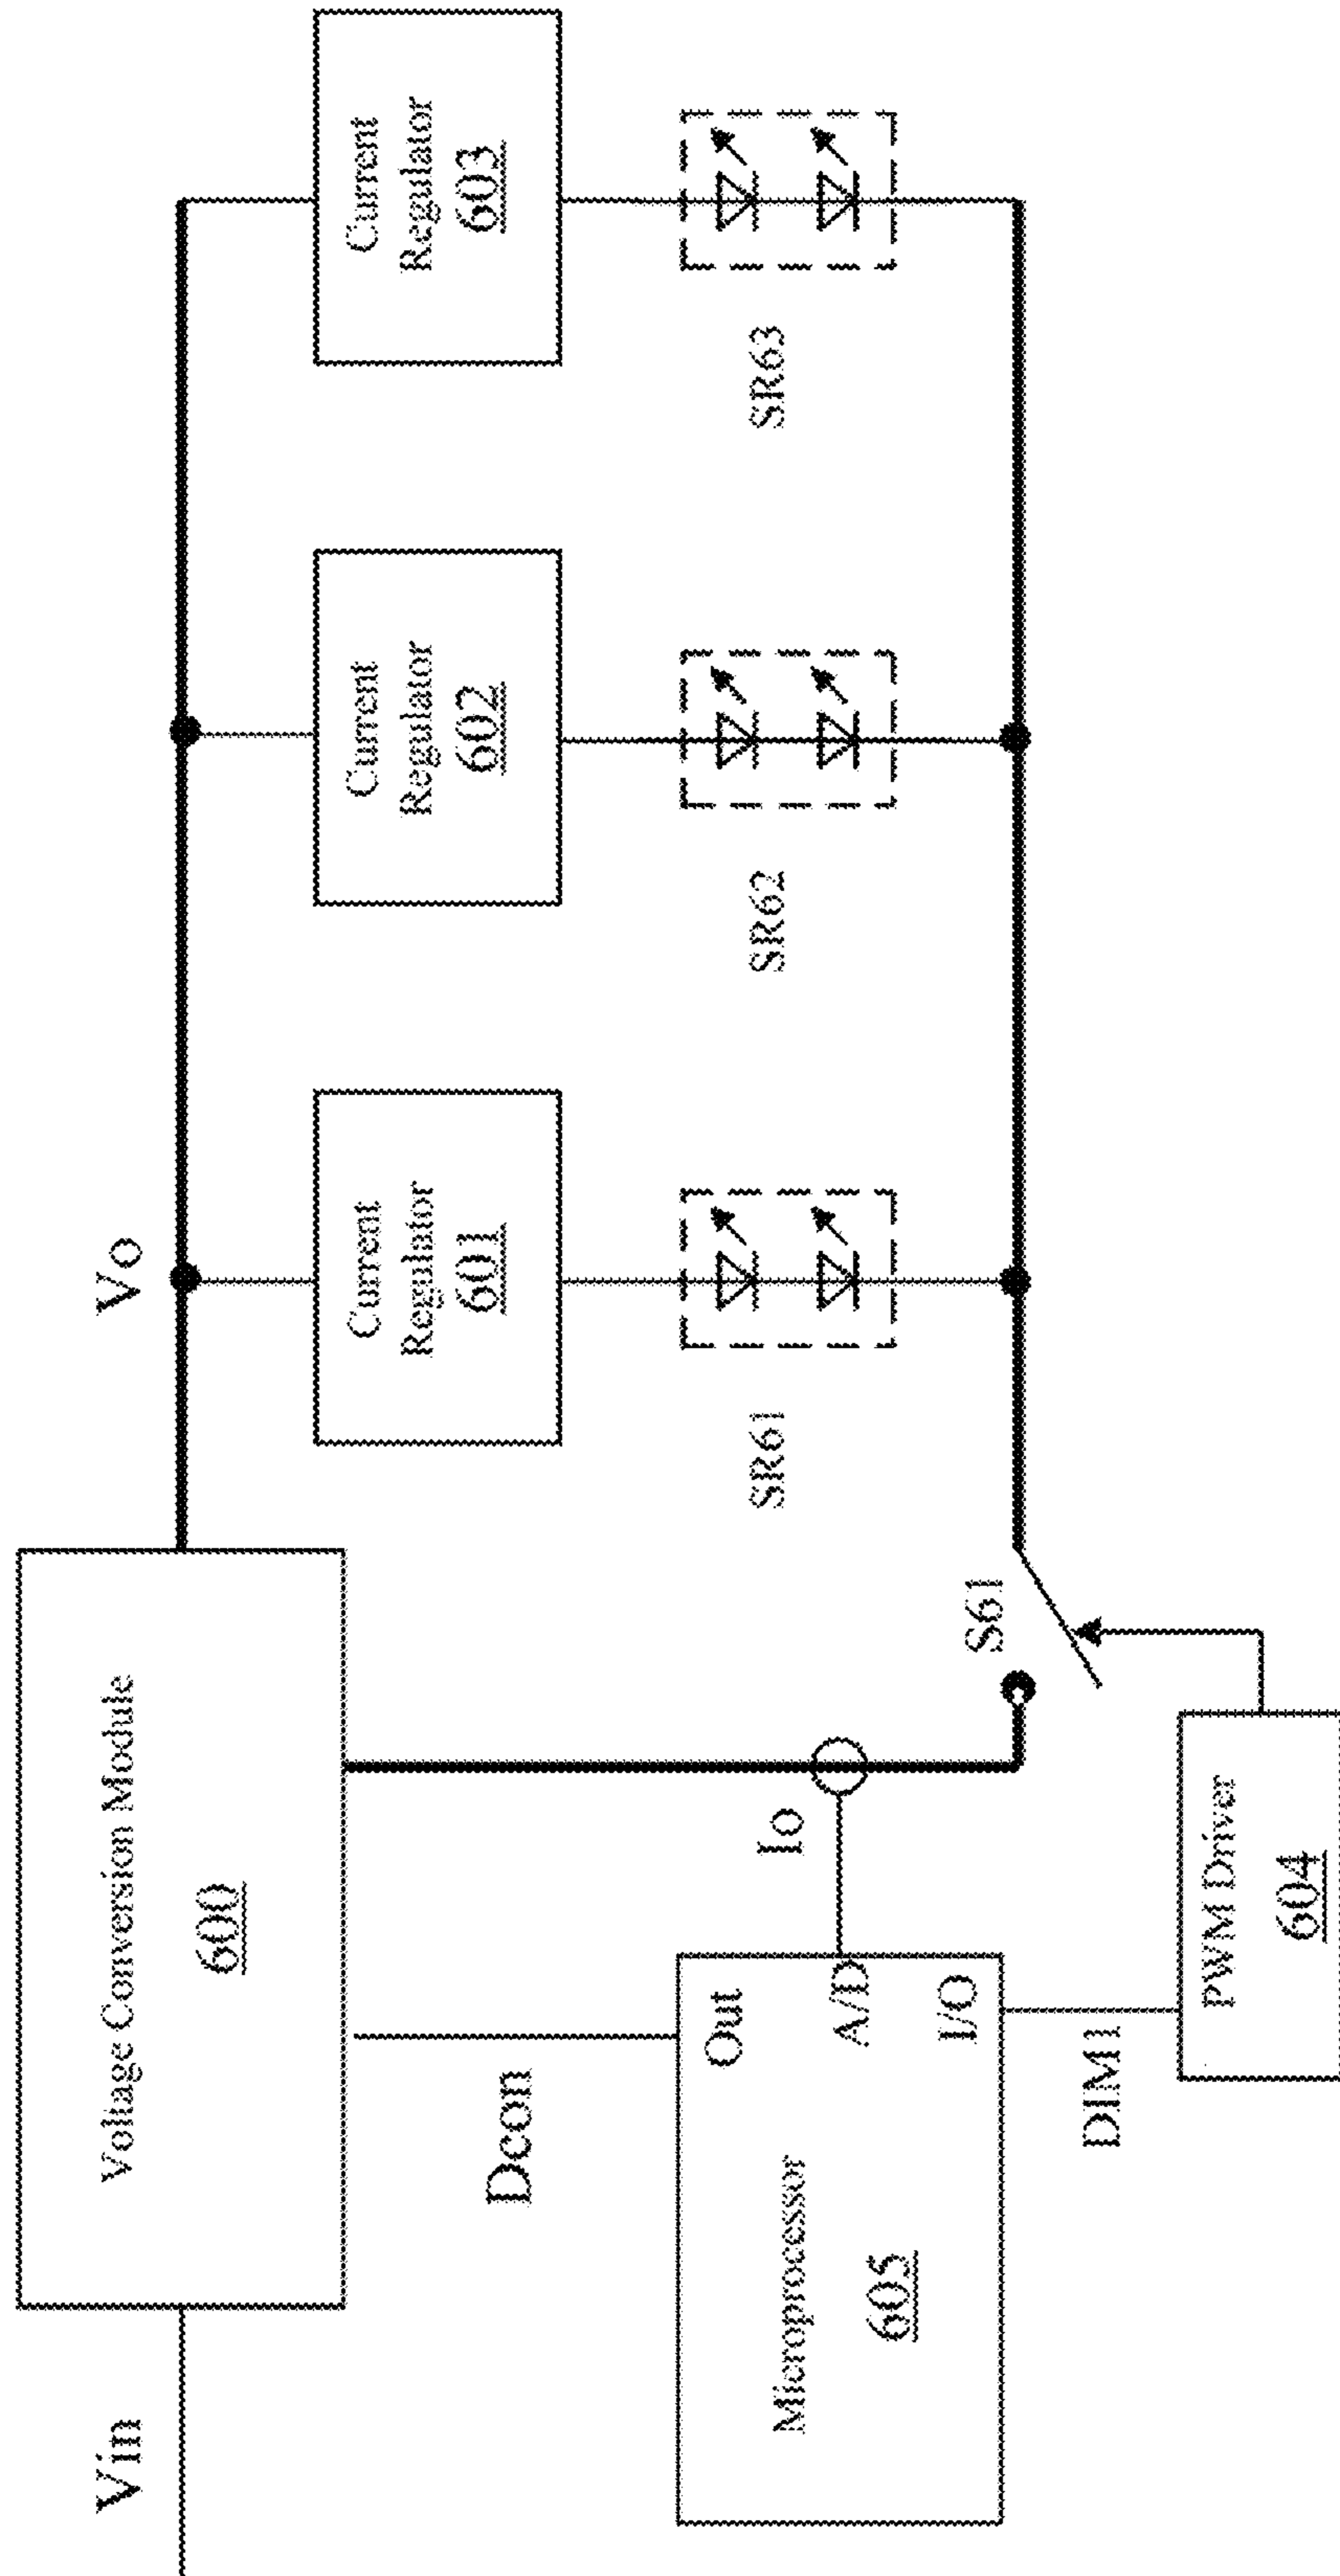 Vin
Voltage Conversion Module
600
Vo
Current
Regulator
601
Current
Regulator
602
Current
Regulator
603
Dcon
Io
SR61
SR62
SR63
Microprocessor
605
Out
A/D
I/O
S61
DIM1
PWM Driver
604